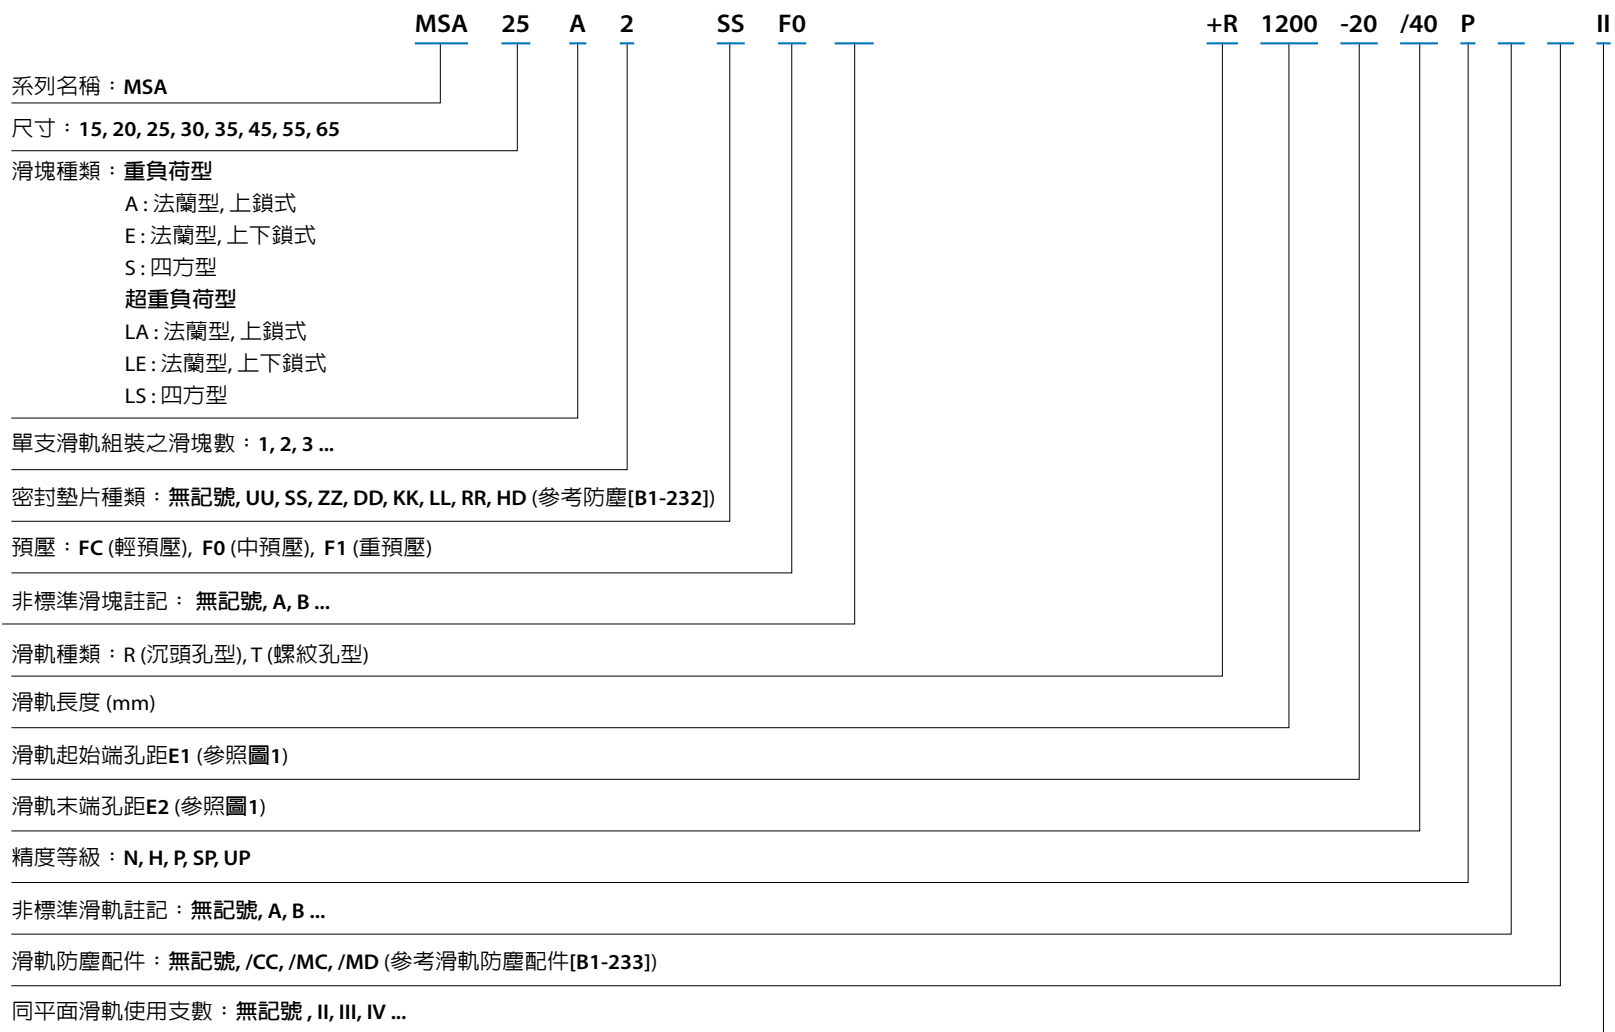 MSA 25 A 2 SS F0 +R 1200 -20 /40 P II
系列名稱：MSA
尺寸：15, 20, 25, 30, 35, 45, 55, 65
滑塊種類：重負荷型
A : 法蘭型, 上鎖式
E : 法蘭型, 上下鎖式
S : 四方型
超重負荷型
LA : 法蘭型, 上鎖式
LE : 法蘭型, 上下鎖式
LS : 四方型
單支滑軌組裝之滑塊數：1, 2, 3 ...
密封墊片種類：無記號, UU, SS, ZZ, DD, KK, LL, RR, HD (參考防塵[B1-232])
預壓：FC (輕預壓), F0 (中預壓), F1 (重預壓)
非標準滑塊註記： 無記號, A, B ...
滑軌種類：R (沉頭孔型), T (螺紋孔型)
滑軌長度 (mm)
滑軌起始端孔距E1 (參照圖1)
滑軌末端孔距E2 (參照圖1)
精度等級：N, H, P, SP, UP
非標準滑軌註記：無記號, A, B ...
滑軌防塵配件：無記號, /CC, /MC, /MD (參考滑軌防塵配件[B1-233])
同平面滑軌使用支數：無記號 , II, III, IV ...